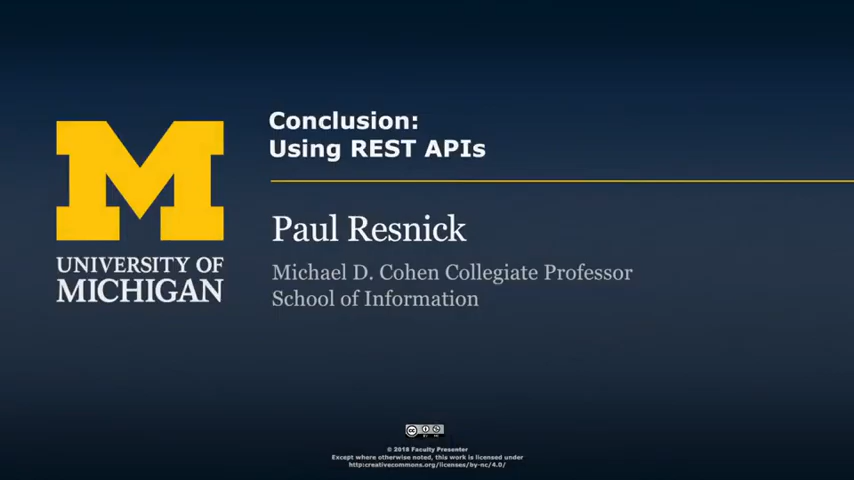 Conclusion:
Using REST APIs
Paul Resnick
Michael D. Cohen Collegiate Professor
School of Information
UNIVERSITY OF
MICHIGAN
© 2018 Faculty Presenter
Except where otherwise noted, this work is licensed under
http:creativecommons.org/licenses/by-nc/4.0/